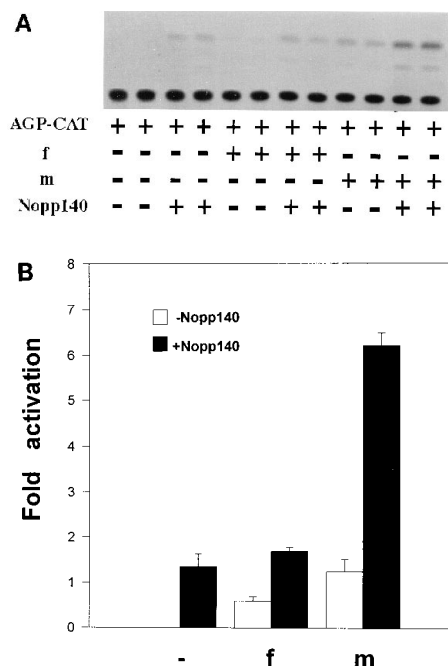 A
AGP-CAT + + + + + + + + + + + +
f - - - - + + + + - - - -
m - - - - - - - - + + + +
Nopp140 - - + + - - + + - - + +
B
8
7
6
5
4
3
2
1
0
Fold activation
-Nopp140
+Nopp140
- f m